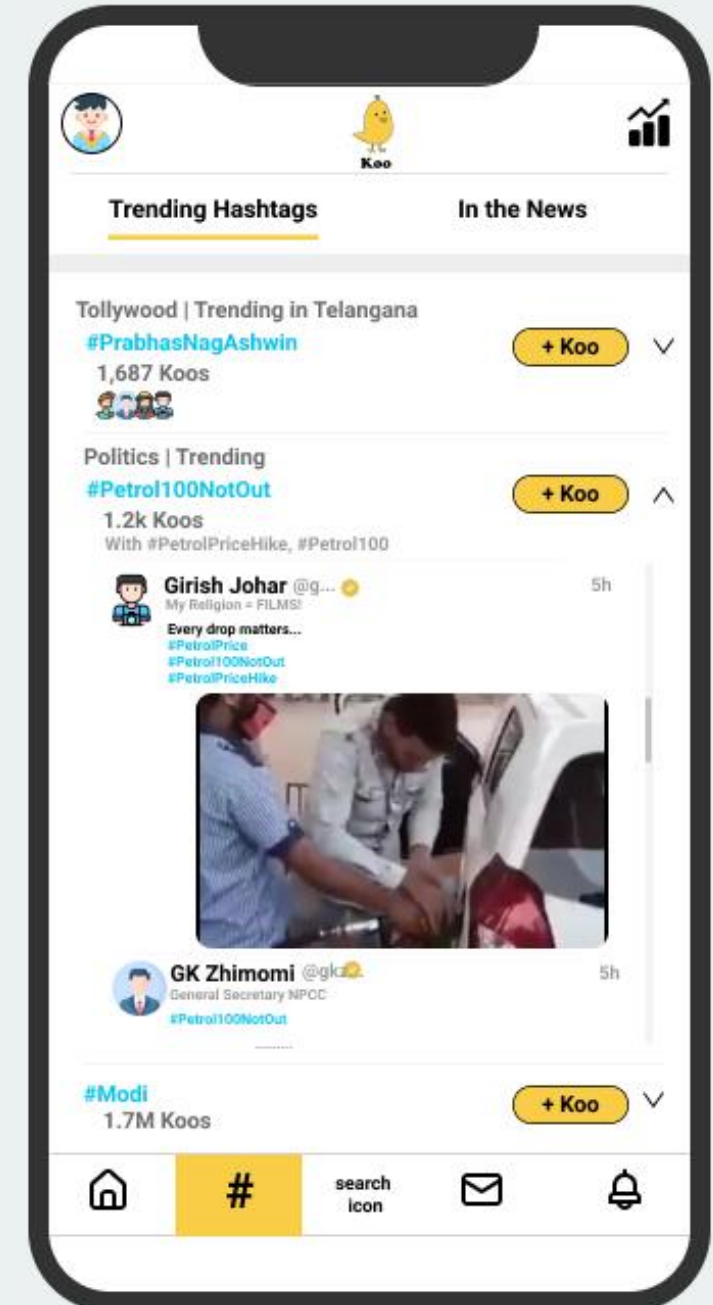 Koo
Trending Hashtags
In the News
Tollywood | Trending in Telangana
#PrabhasNagAshwin
+ Koo
1,687 Koos
Politics | Trending
#Petrol100NotOut
+ Koo
1.2k Koos
With #PetrolPriceHike, #Petrol100
Girish Johar @g... 5h
My Religion = FILMS!
Every drop matters...
#PetrolPrice
#Petrol100NotOut
#PetrolPriceHike
GK Zhimomi 5h
General Secretary NPCC
#Petrol100NotOut
#Modi
+ Koo
1.7M Koos
#
search
icon